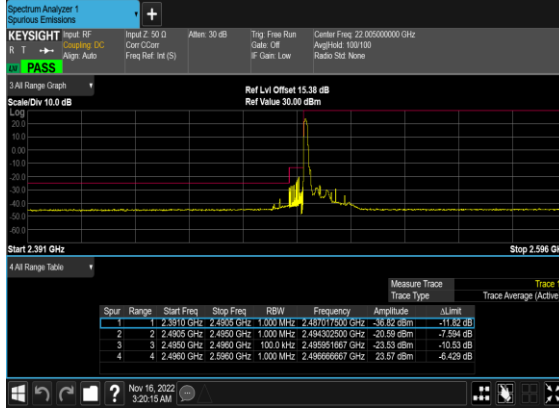 Spectrum Analyzer 1
Spurious Emissions
KEYSIGHT Input: RF Input Z: 50 Ω Atten: 30 dB Trig: Free Run Center Freq: 22.005000000 GHz
R T Coupling: DC Corr CCorr Gate: Off Avg|Hold: 100/100
Align: Auto Freq Ref: Int (S) IF Gain: Low Radio Std: None
PASS
3 All Range Graph
Ref Lvl Offset 15.38 dB
Scale/Div 10.0 dB Ref Value 30.00 dBm
Log
20.0
10.0
0.00
-10.0
-20.0
-30.0
-40.0
-50.0
-60.0
Start 2.391 GHz Stop 2.596 G
4 All Range Table
Measure Trace Trace
Trace Type Trace Average (Active
Spur Range Start Freq Stop Freq RBW Frequency Amplitude ΔLimit
1 1 2.3910 GHz 2.4905 GHz 1.000 MHz 2.487017500 GHz -36.82 dBm -11.82 dB
2 2 2.4905 GHz 2.4950 GHz 1.000 MHz 2.494302500 GHz -20.59 dBm -7.594 dB
3 3 2.4950 GHz 2.4960 GHz 100.0 kHz 2.495951667 GHz -23.53 dBm -10.53 dB
4 4 2.4960 GHz 2.5960 GHz 1.000 MHz 2.496666667 GHz 23.57 dBm -6.429 dB
Nov 16, 2022
3:20:15 AM